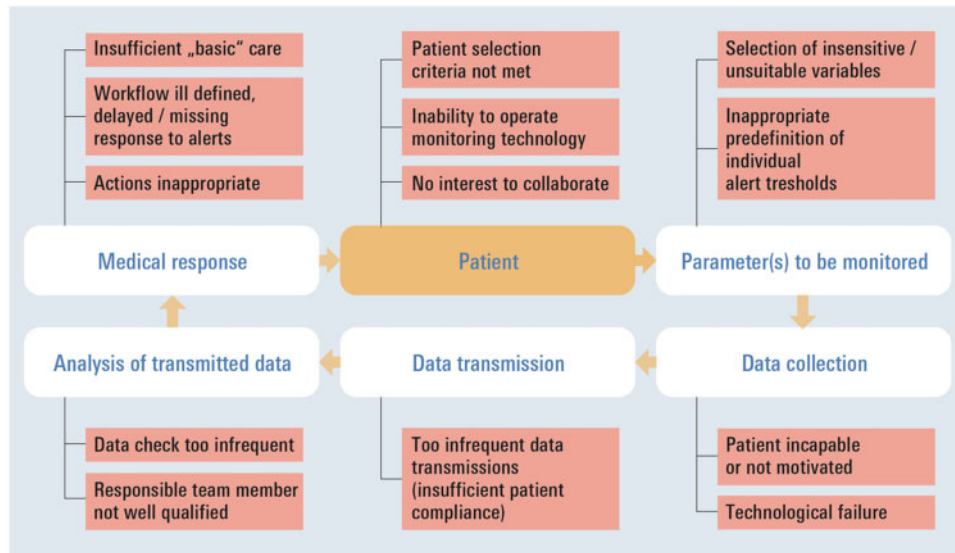 Insufficient „basic“ care
Workflow ill defined,
delayed / missing
response to alerts
Actions inappropriate
Patient selection
criteria not met
Inability to operate
monitoring technology
No interest to collaborate
Selection of insensitive /
unsuitable variables
Inappropriate
predefinition of
individual
alert tresholds
Medical response
Patient
Parameter(s) to be monitored
Analysis of transmitted data
Data transmission
Data collection
Data check too infrequent
Responsible team member
not well qualified
Too infrequent data
transmissions
(insufficient patient
compliance)
Patient incapable
or not motivated
Technological failure